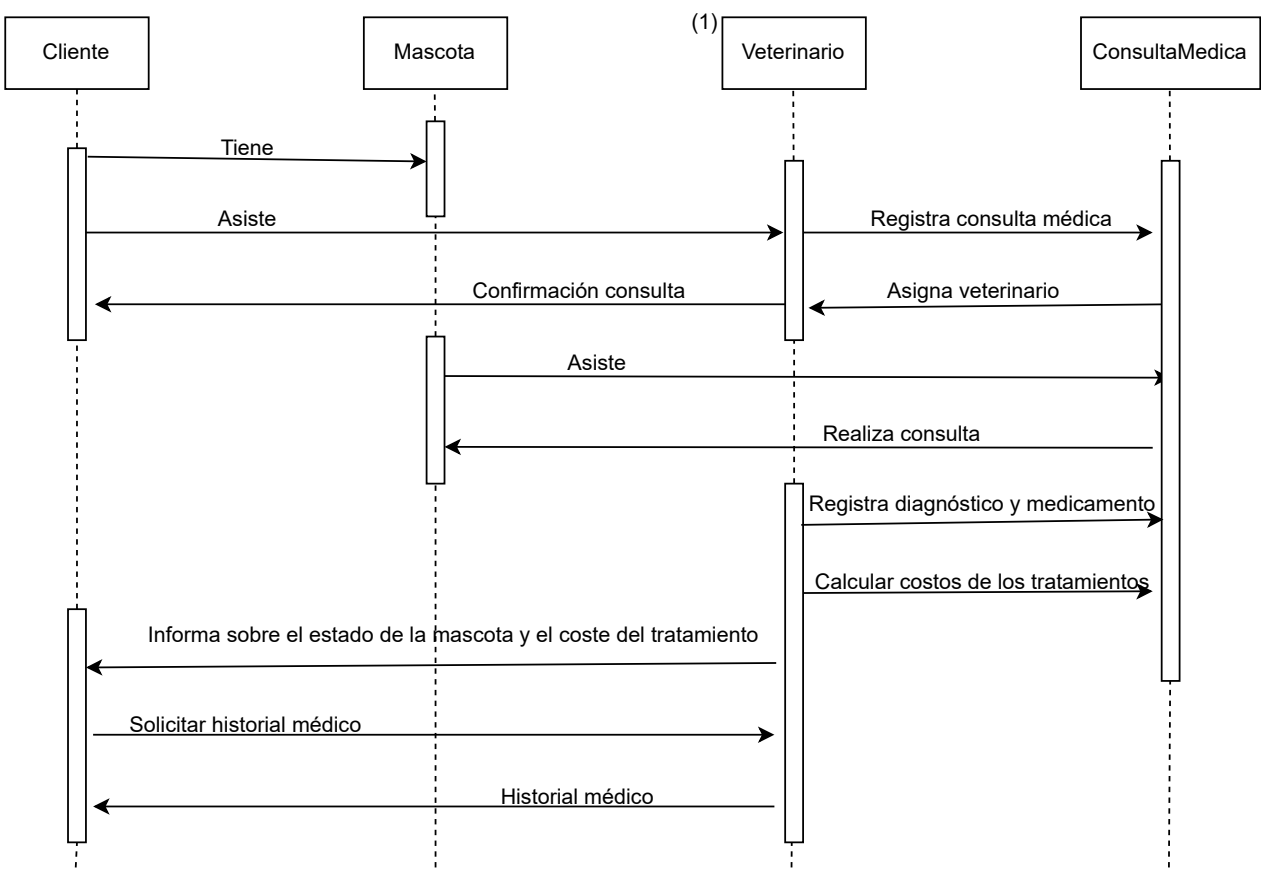 (1)
Cliente
Mascota
Veterinario
ConsultaMedica
Tiene
Asiste
Registra consulta médica
Confirmación consulta
Asigna veterinario
Asiste
Realiza consulta
Registra diagnóstico y medicamento
Calcular costos de los tratamientos
Informa sobre el estado de la mascota y el coste del tratamiento
Solicitar historial médico
Historial médico